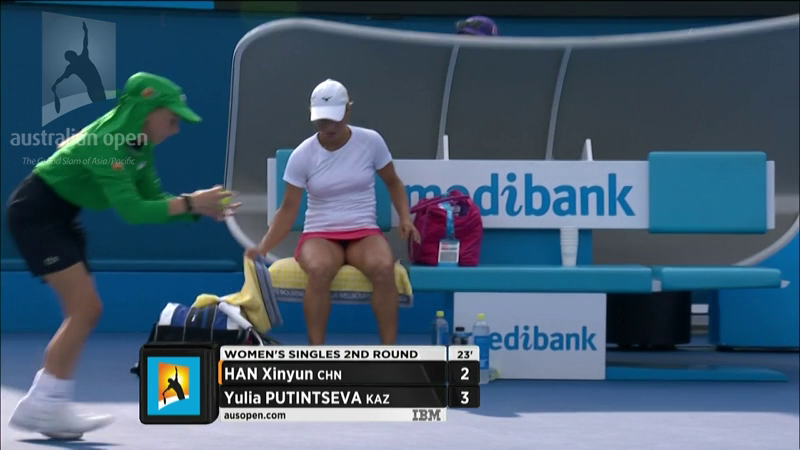 australian open
The Grand Slam of Asia/Pacific
medibank
medibank
WOMEN'S SINGLES 2ND ROUND 23'
HAN Xinyun CHN 2
Yulia PUTINTSEVA KAZ 3
ausopen.com IBM